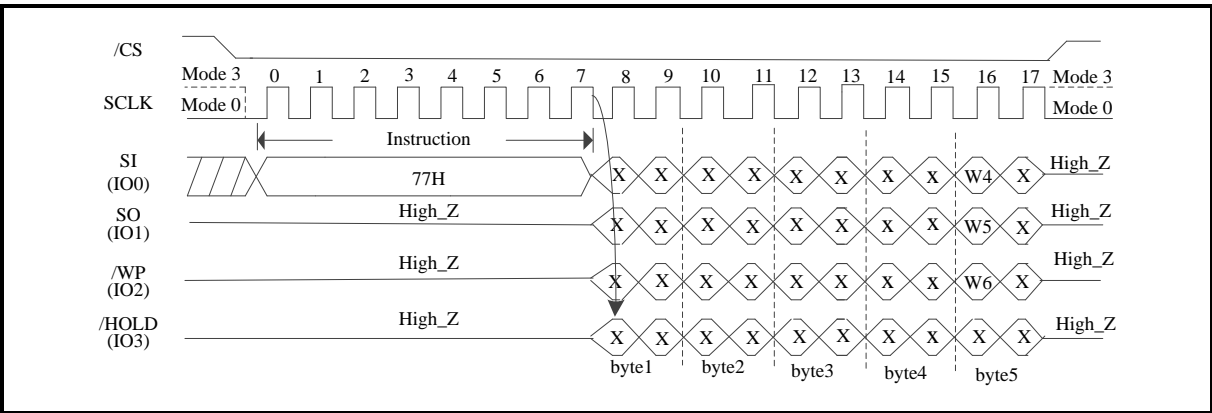 /CS
Mode 3 0 1 2 3 4 5 6 7 8 9 10 11 12 13 14 15 16 17 Mode 3
SCLK Mode 0 Mode 0
Instruction
SI
(IO0) 77H X X X X X X X X W4 X High_Z
SO
(IO1) High_Z X X X X X X X X W5 X High_Z
/WP
(IO2) High_Z X X X X X X X X W6 X High_Z
/HOLD
(IO3) High_Z X X X X X X X X X X High_Z
byte1 byte2 byte3 byte4 byte5